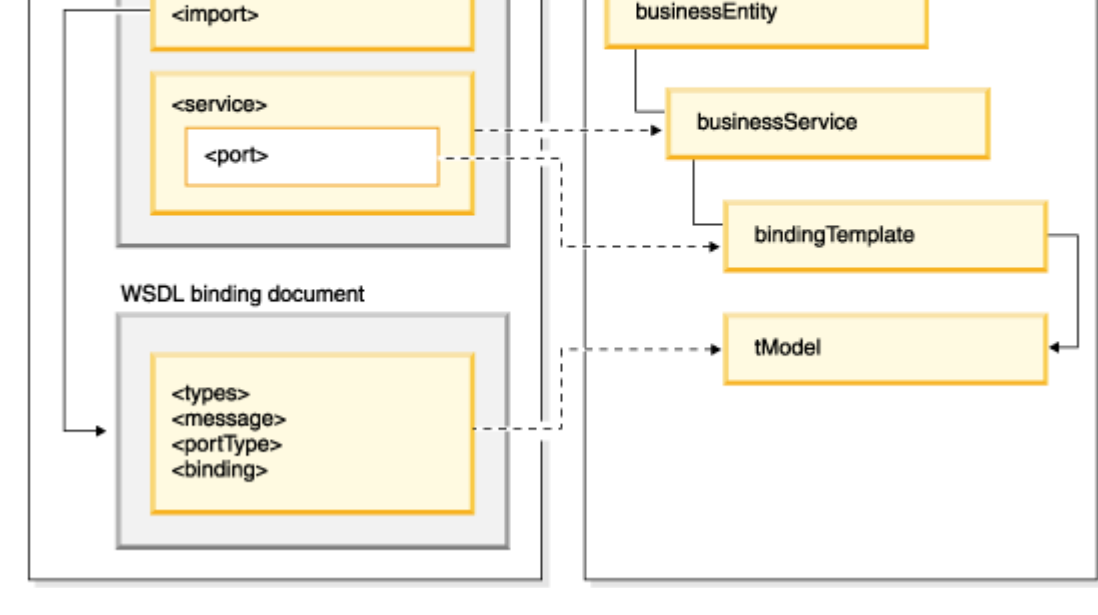 <import>
<service>
<port>
WSDL binding document
<types>
<message>
<portType>
<binding>
businessEntity
businessService
bindingTemplate
tModel